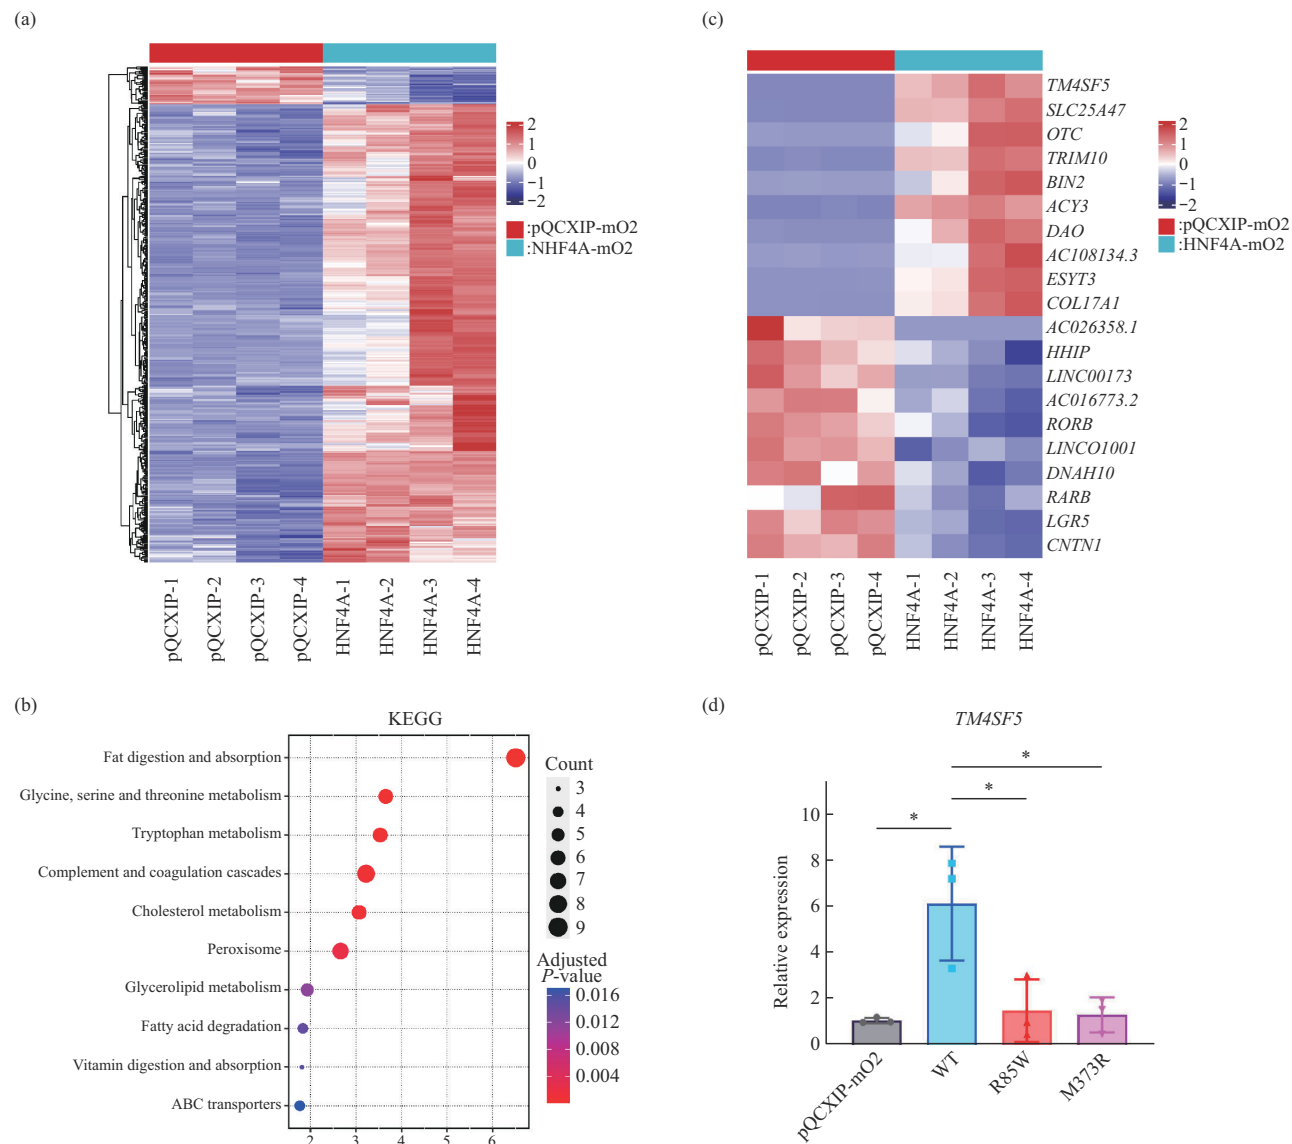 (a)
2
1
0
−1
−2
:pQCXIP-mO2
:NHF4A-mO2
pQCXIP-1
pQCXIP-2
pQCXIP-3
pQCXIP-4
HNF4A-1
HNF4A-2
HNF4A-3
HNF4A-4
(c)
TM4SF5
SLC25A47
OTC
TRIM10
BIN2
ACY3
DAO
AC108134.3
ESYT3
COL17A1
AC026358.1
HHIP
LINC00173
AC016773.2
RORB
LINCO1001
DNAH10
RARB
LGR5
CNTN1
2
1
0
−1
−2
:pQCXIP-mO2
:HNF4A-mO2
pQCXIP-1
pQCXIP-2
pQCXIP-3
pQCXIP-4
HNF4A-1
HNF4A-2
HNF4A-3
HNF4A-4
(b)
KEGG
Fat digestion and absorption
Glycine, serine and threonine metabolism
Tryptophan metabolism
Complement and coagulation cascades
Cholesterol metabolism
Peroxisome
Glycerolipid metabolism
Fatty acid degradation
Vitamin digestion and absorption
ABC transporters
2 3 4 5 6
Count
3
4
5
6
7
8
9
Adjusted
P-value
0.016
0.012
0.008
0.004
(d)
TM4SF5
*
*
*
Relative expression
10
8
6
4
2
0
pQCXIP-mO2
WT
R85W
M373R